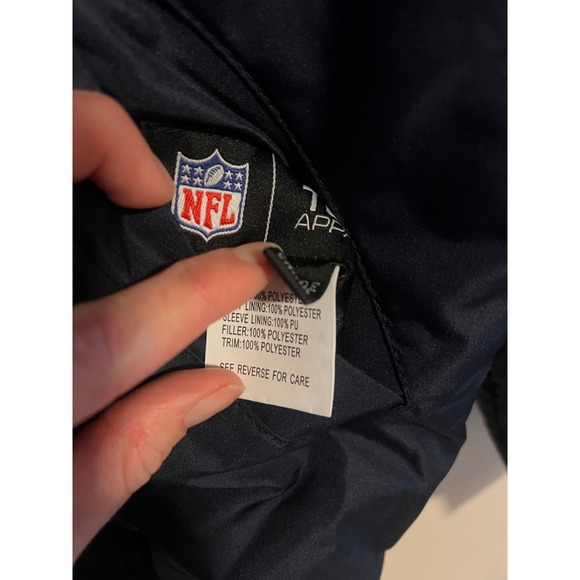 NFL
APP
100% POLYESTER
LINING:100% POLYESTER
SLEEVE LINING:100% PU
FILLER:100% POLYESTER
TRIM:100% POLYESTER
SEE REVERSE FOR CARE